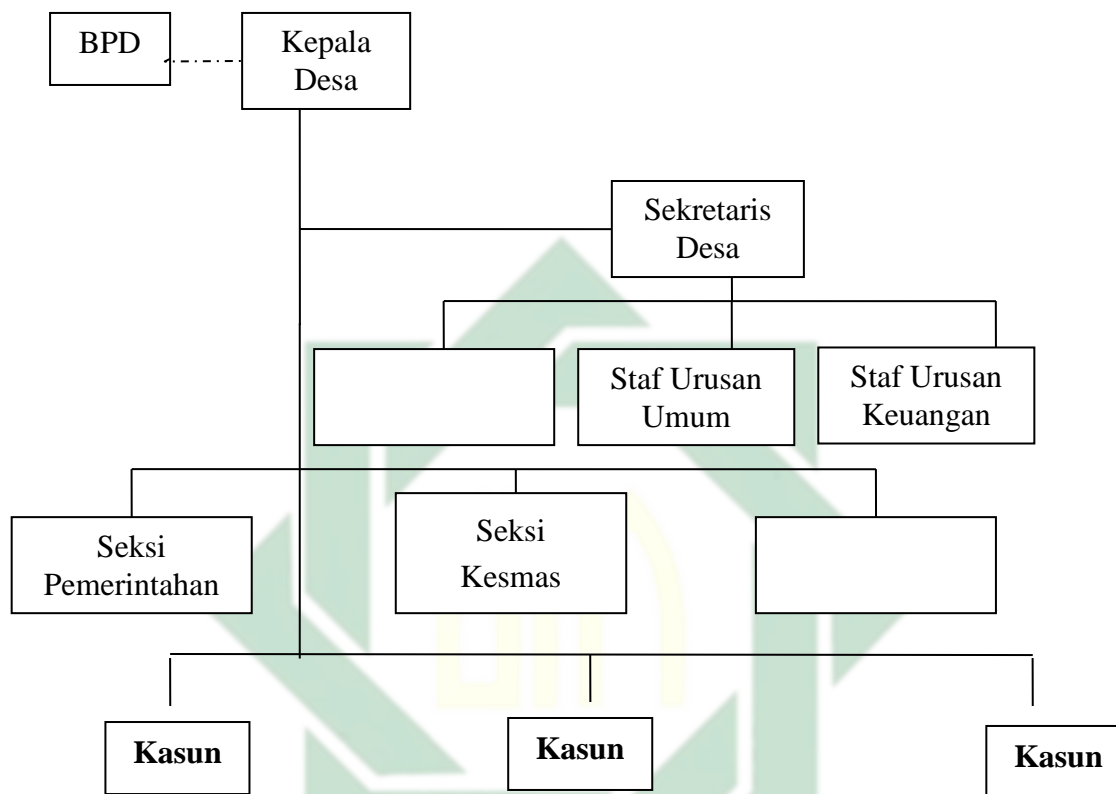 BPD
Kepala
Desa
Sekretaris
Desa
Staf Urusan
Umum
Staf Urusan
Keuangan
Seksi
Pemerintahan
Seksi
Kesmas
Kasun
Kasun
Kasun